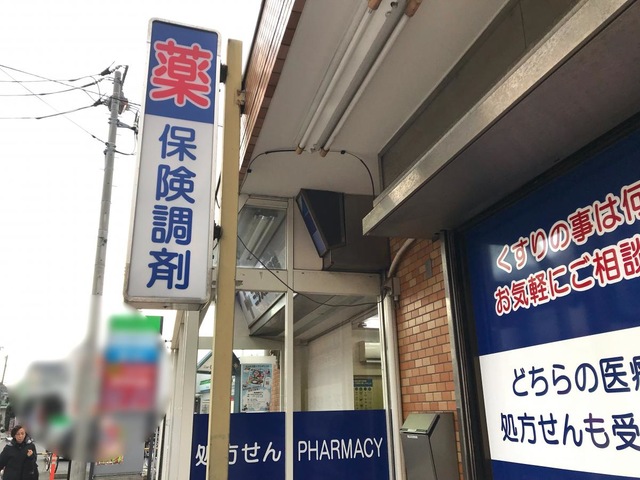 薬
保険調剤
処方せん PHARMACY
くすりの事は何
お気軽にご相談
どちらの医療
処方せんも受